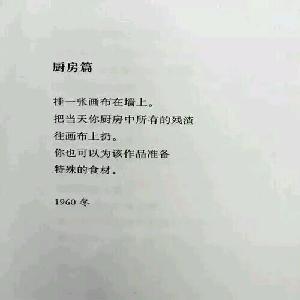 厨房篇
挂一张画布在墙上。
把当天你厨房中所有的残渣
往画布上扔。
你也可以为该作品准备
特殊的食材。
1960 冬